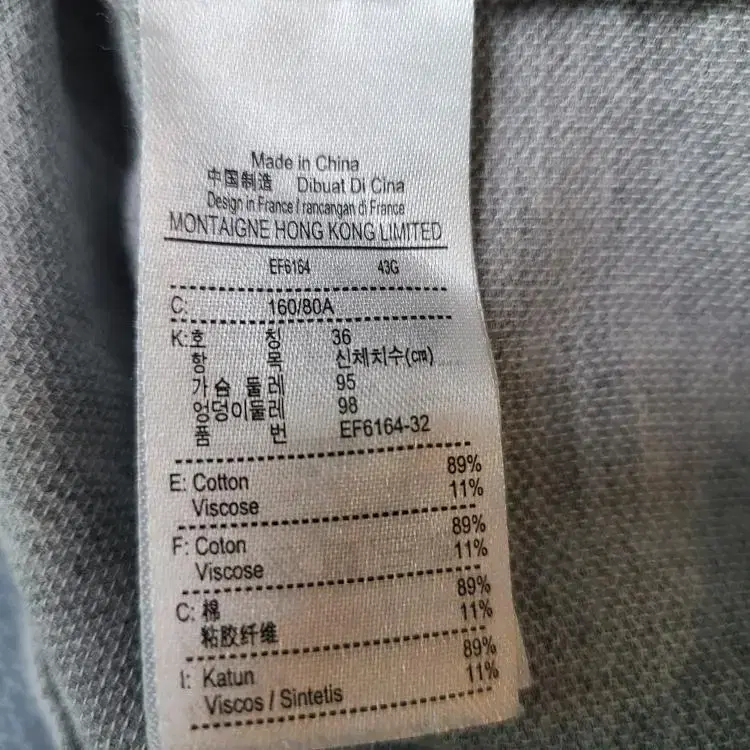 Made in China
中国制造 Dibuat Di Cina
Design in France / rancangan di France
MONTAIGNE HONG KONG LIMITED
EF6164 43G
C: 160/80A
K: 호 칭 36
항 목 신체치수(㎝)
가 슴 둘 레 95
엉덩이둘레 98
품 번 EF6164-32
E: Cotton 89%
Viscose 11%
F: Coton 89%
Viscose 11%
C: 棉 89%
粘胶纤维 11%
I: Katun 89%
Viscos / Sintetis 11%